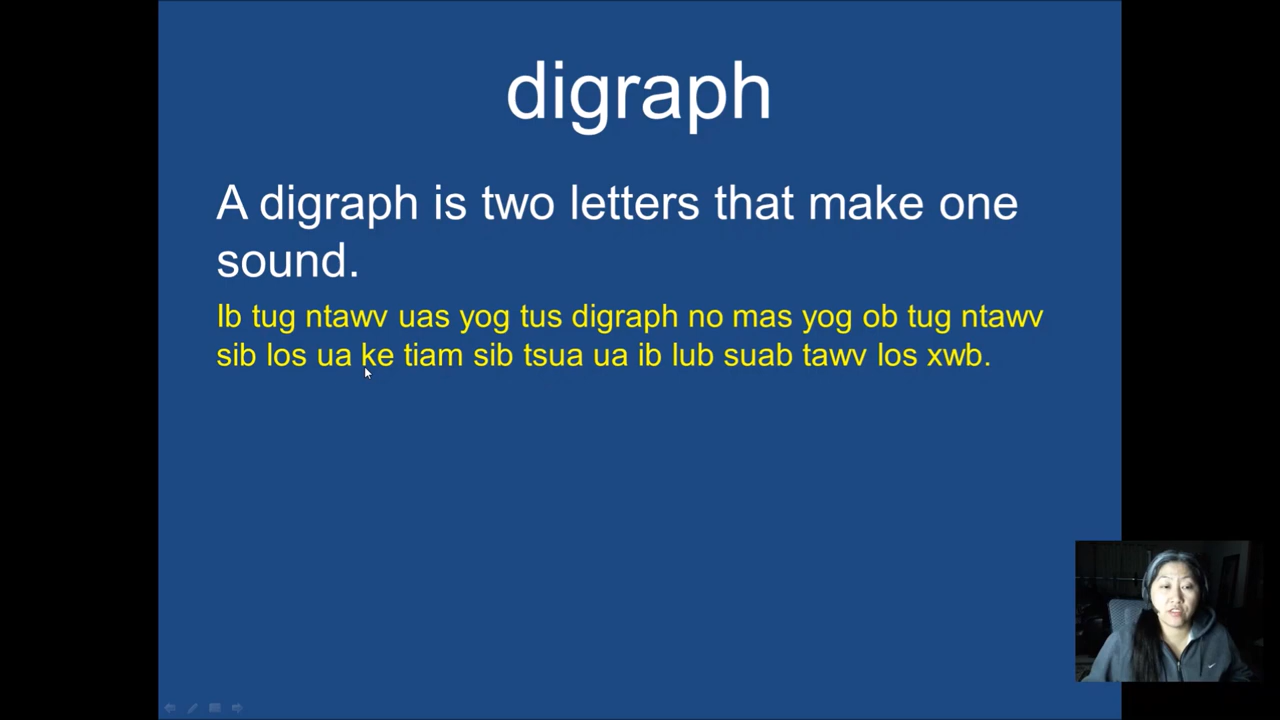 digraph
A digraph is two letters that make one
sound.
Ib tug ntawv uas yog tus digraph no mas yog ob tug ntawv
sib los ua ke tiam sib tsua ua ib lub suab tawv los xwb.